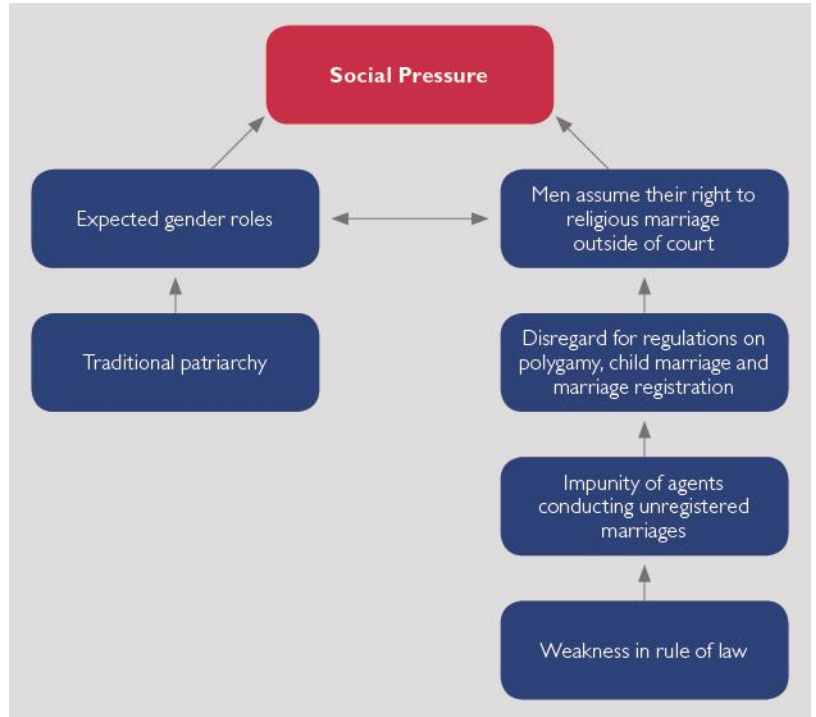 Social Pressure
Expected gender roles
Men assume their right to
religious marriage
outside of court
Traditional patriarchy
Disregard for regulations on
polygamy, child marriage and
marriage registration
Impunity of agents
conducting unregistered
marriages
Weakness in rule of law